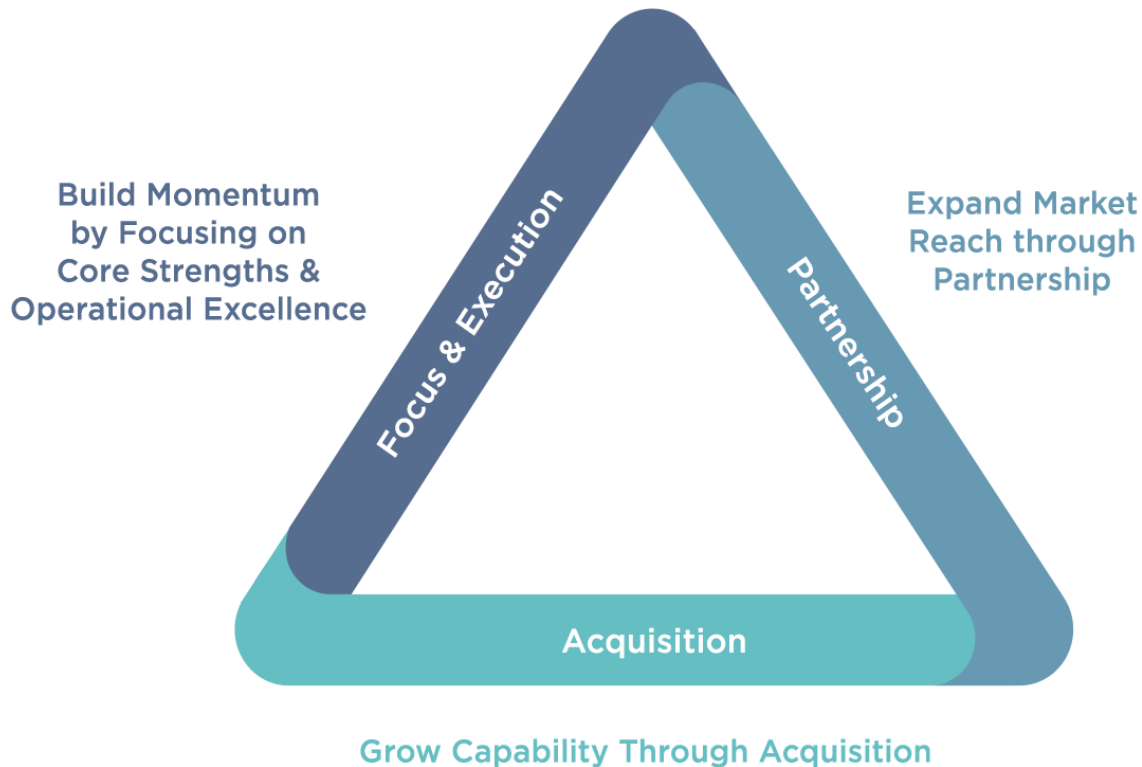 Build Momentum
by Focusing on
Core Strengths &
Operational Excellence
Focus & Execution
Partnership
Expand Market
Reach through
Partnership
Acquisition
Grow Capability Through Acquisition